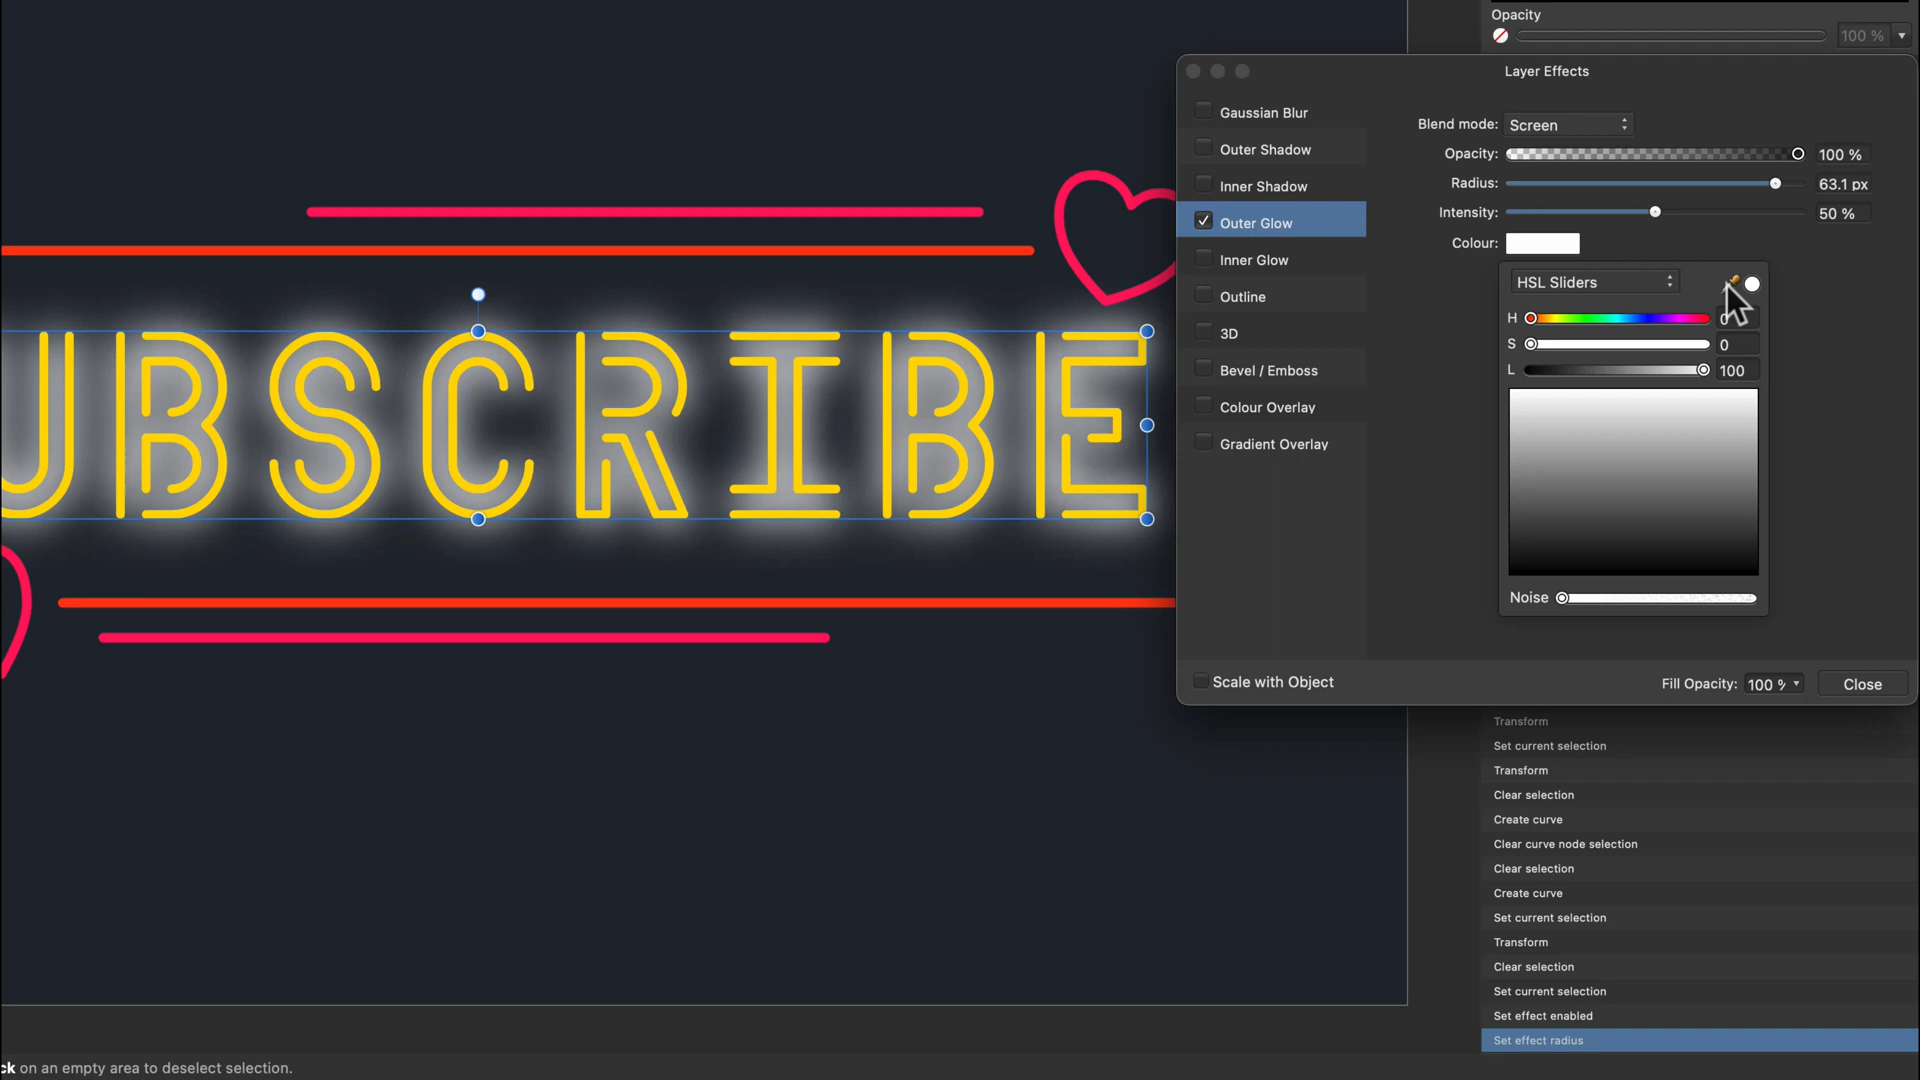 Opacity
100 %
Layer Effects
Gaussian Blur
Outer Shadow
Inner Shadow
Outer Glow
Inner Glow
Outline
3D
Bevel / Emboss
Colour Overlay
Gradient Overlay
Blend mode: Screen
Opacity: 100 %
Radius: 63.1 px
Intensity: 50 %
Colour:
HSL Sliders
H 0
S 0
L 100
Noise
Scale with Object
Fill Opacity: 100 %
Close
UBSCRIBE
Transform
Set current selection
Transform
Clear selection
Create curve
Clear curve node selection
Clear selection
Create curve
Set current selection
Transform
Clear selection
Set current selection
Set effect enabled
Set effect radius
ck on an empty area to deselect selection.